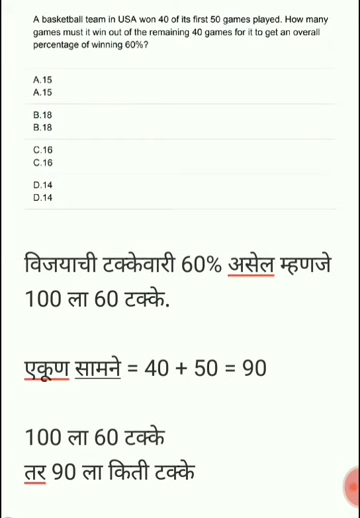 A basketball team in USA won 40 of its first 50 games played. How many
games must it win out of the remaining 40 games for it to get an overall
percentage of winning 60%?
A.15
A.15
B.18
B.18
C.16
C.16
D.14
D.14
विजयाची टक्केवारी 60% असेल म्हणजे
100 ला 60 टक्के.
एकूण सामने = 40 + 50 = 90
100 ला 60 टक्के
तर 90 ला किती टक्के